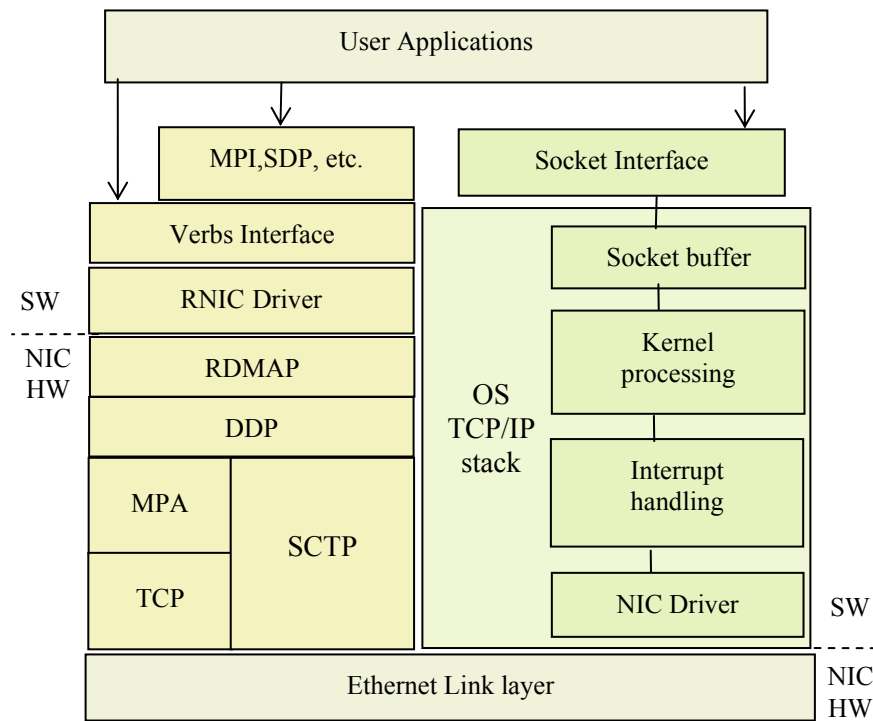 User Applications
MPI,SDP, etc.
Socket Interface
Verbs Interface
Socket buffer
SW
RNIC Driver
NIC
HW
RDMAP
Kernel
processing
DDP
OS
TCP/IP
stack
MPA
SCTP
Interrupt
handling
TCP
NIC Driver
SW
Ethernet Link layer
NIC
HW